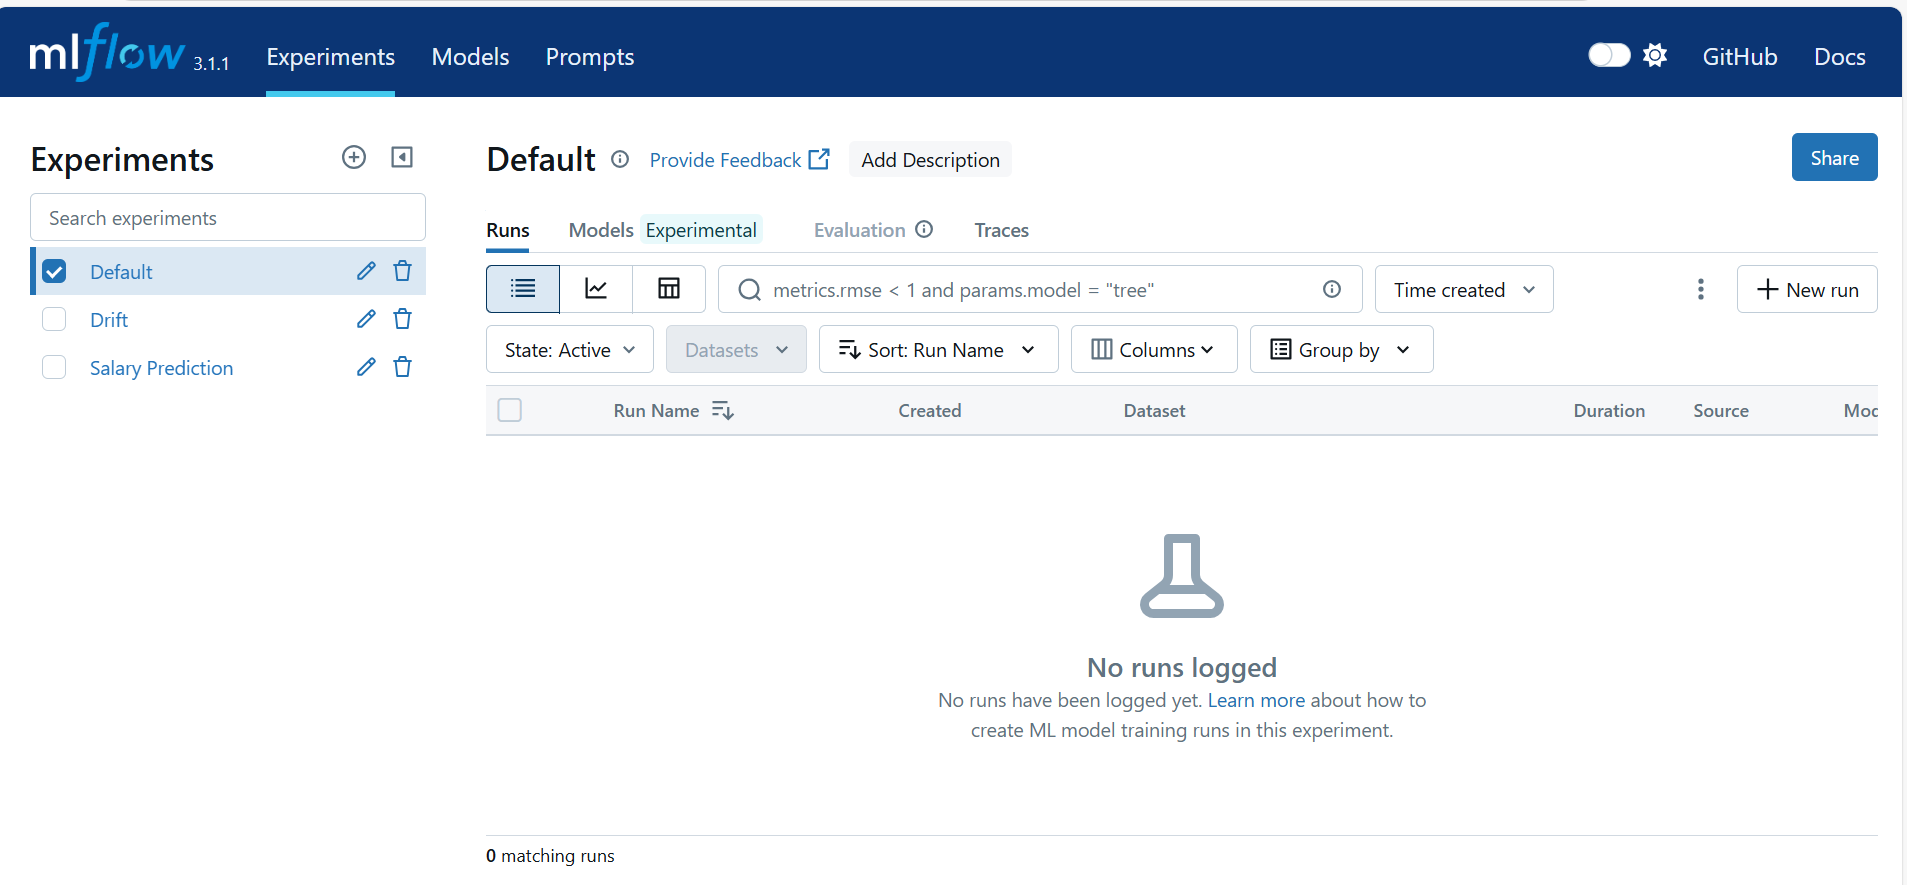 mlflow 3.1.1 Experiments Models Prompts GitHub Docs
Experiments
Search experiments
Default
Drift
Salary Prediction
Default Provide Feedback Add Description Share
Runs Models Experimental Evaluation Traces
metrics.rmse < 1 and params.model = "tree" Time created New run
State: Active Datasets Sort: Run Name Columns Group by
Run Name Created Dataset Duration Source Mod
No runs logged
No runs have been logged yet. Learn more about how to
create ML model training runs in this experiment.
0 matching runs